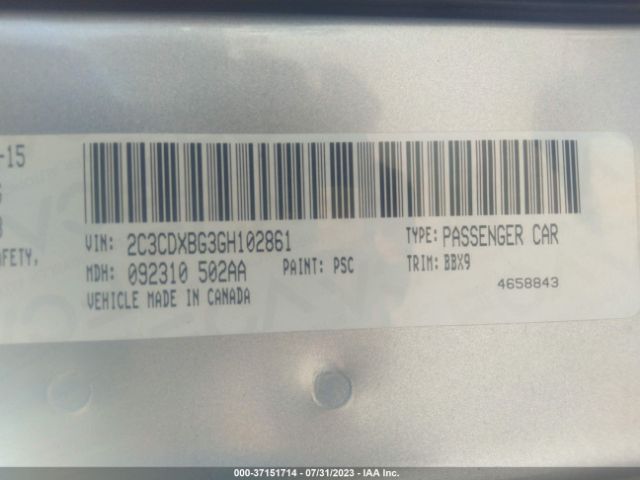 -15
VIN: 2C3CDXBG3GH102861
TYPE: PASSENGER CAR
AFETY,
MDH: 092310 502AA
PAINT: PSC
TRIM: BBX9
VEHICLE MADE IN CANADA
4658843
000-37151714 - 07/31/2023 - IAA Inc.